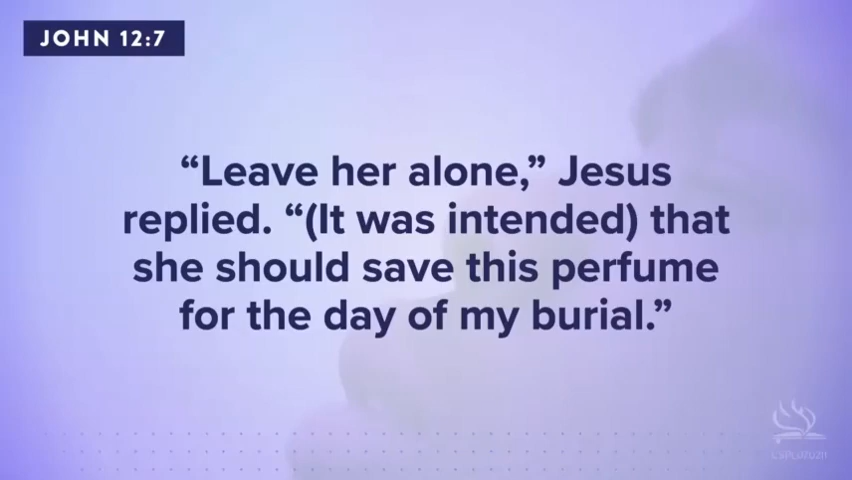 JOHN 12:7
“Leave her alone,” Jesus
replied. “(It was intended) that
she should save this perfume
for the day of my burial.”